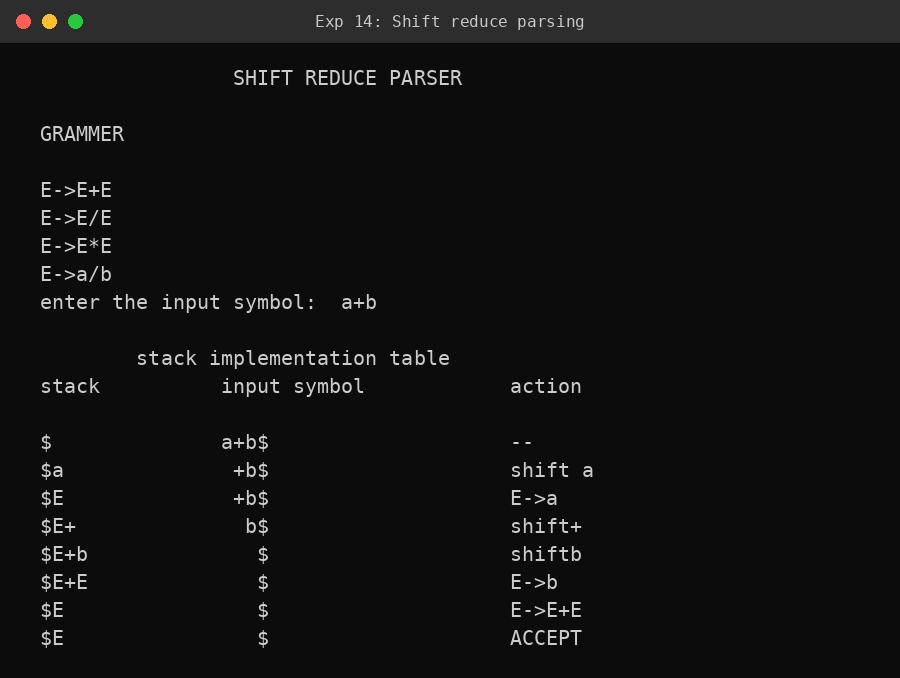 Exp 14: Shift reduce parsing
SHIFT REDUCE PARSER
GRAMMER
E->E+E
E->E/E
E->E*E
E->a/b
enter the input symbol:  a+b
stack implementation table
stack input symbol action
$ a+b$ --
$a +b$ shift a
$E +b$ E->a
$E+ b$ shift+
$E+b $ shiftb
$E+E $ E->b
$E $ E->E+E
$E $ ACCEPT